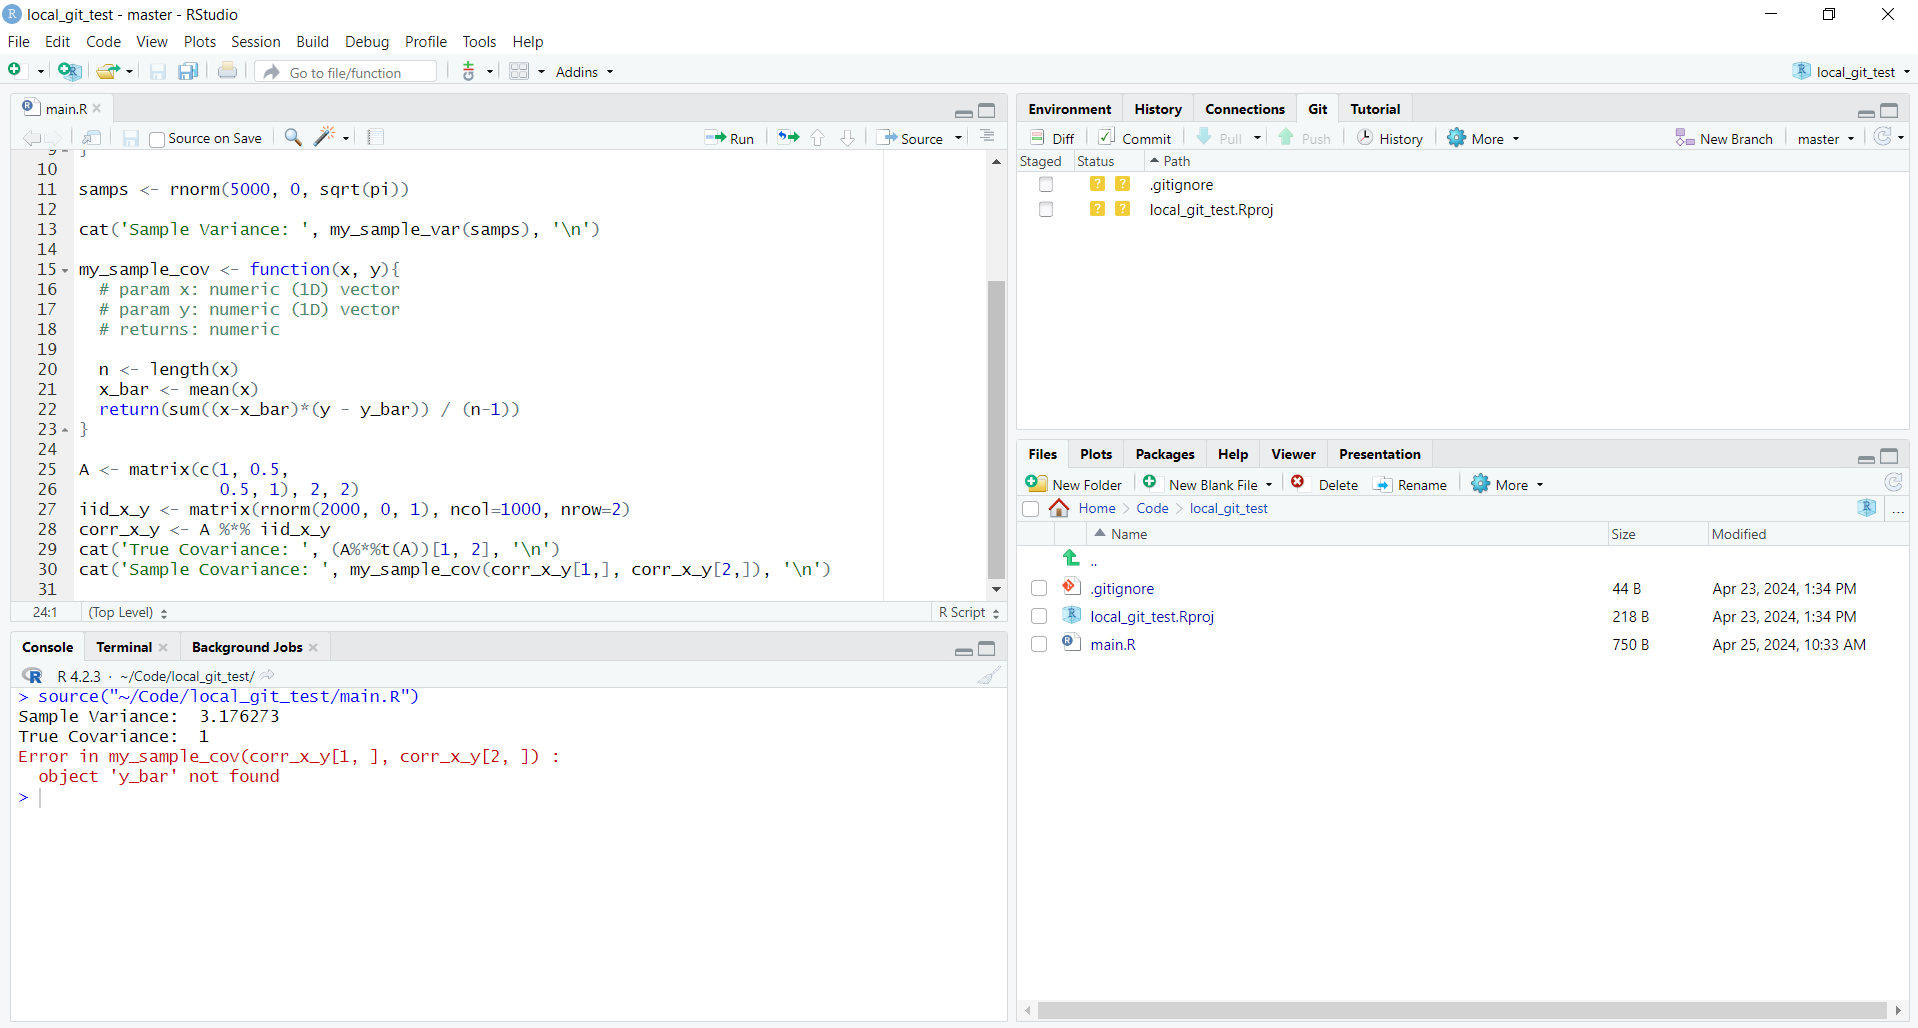 local_git_test - master - RStudio
File Edit Code View Plots Session Build Debug Profile Tools Help
Go to file/function Addins local_git_test
main.R
Source on Save Run Source
9 }
10
11 samps <- rnorm(5000, 0, sqrt(pi))
12
13 cat('Sample Variance: ', my_sample_var(samps), '\n')
14
15 my_sample_cov <- function(x, y){
16   # param x: numeric (1D) vector
17   # param y: numeric (1D) vector
18   # returns: numeric
19
20   n <- length(x)
21   x_bar <- mean(x)
22   return(sum((x-x_bar)*(y - y_bar)) / (n-1))
23 }
24
25 A <- matrix(c(1, 0.5,
26               0.5, 1), 2, 2)
27 iid_x_y <- matrix(rnorm(2000, 0, 1), ncol=1000, nrow=2)
28 corr_x_y <- A %*% iid_x_y
29 cat('True Covariance: ', (A%*%t(A))[1, 2], '\n')
30 cat('Sample Covariance: ', my_sample_cov(corr_x_y[1,], corr_x_y[2,]), '\n')
31
24:1 (Top Level) R Script
Console Terminal Background Jobs
R 4.2.3 · ~/Code/local_git_test/
> source("~/Code/local_git_test/main.R")
Sample Variance:  3.176273
True Covariance:  1
Error in my_sample_cov(corr_x_y[1, ], corr_x_y[2, ]) :
  object 'y_bar' not found
>
Environment History Connections Git Tutorial
Diff Commit Pull Push History More New Branch master
Staged Status Path
? ? .gitignore
? ? local_git_test.Rproj
Files Plots Packages Help Viewer Presentation
New Folder New Blank File Delete Rename More
Home Code local_git_test ...
Name Size Modified
..
.gitignore 44 B Apr 23, 2024, 1:34 PM
local_git_test.Rproj 218 B Apr 23, 2024, 1:34 PM
main.R 750 B Apr 25, 2024, 10:33 AM